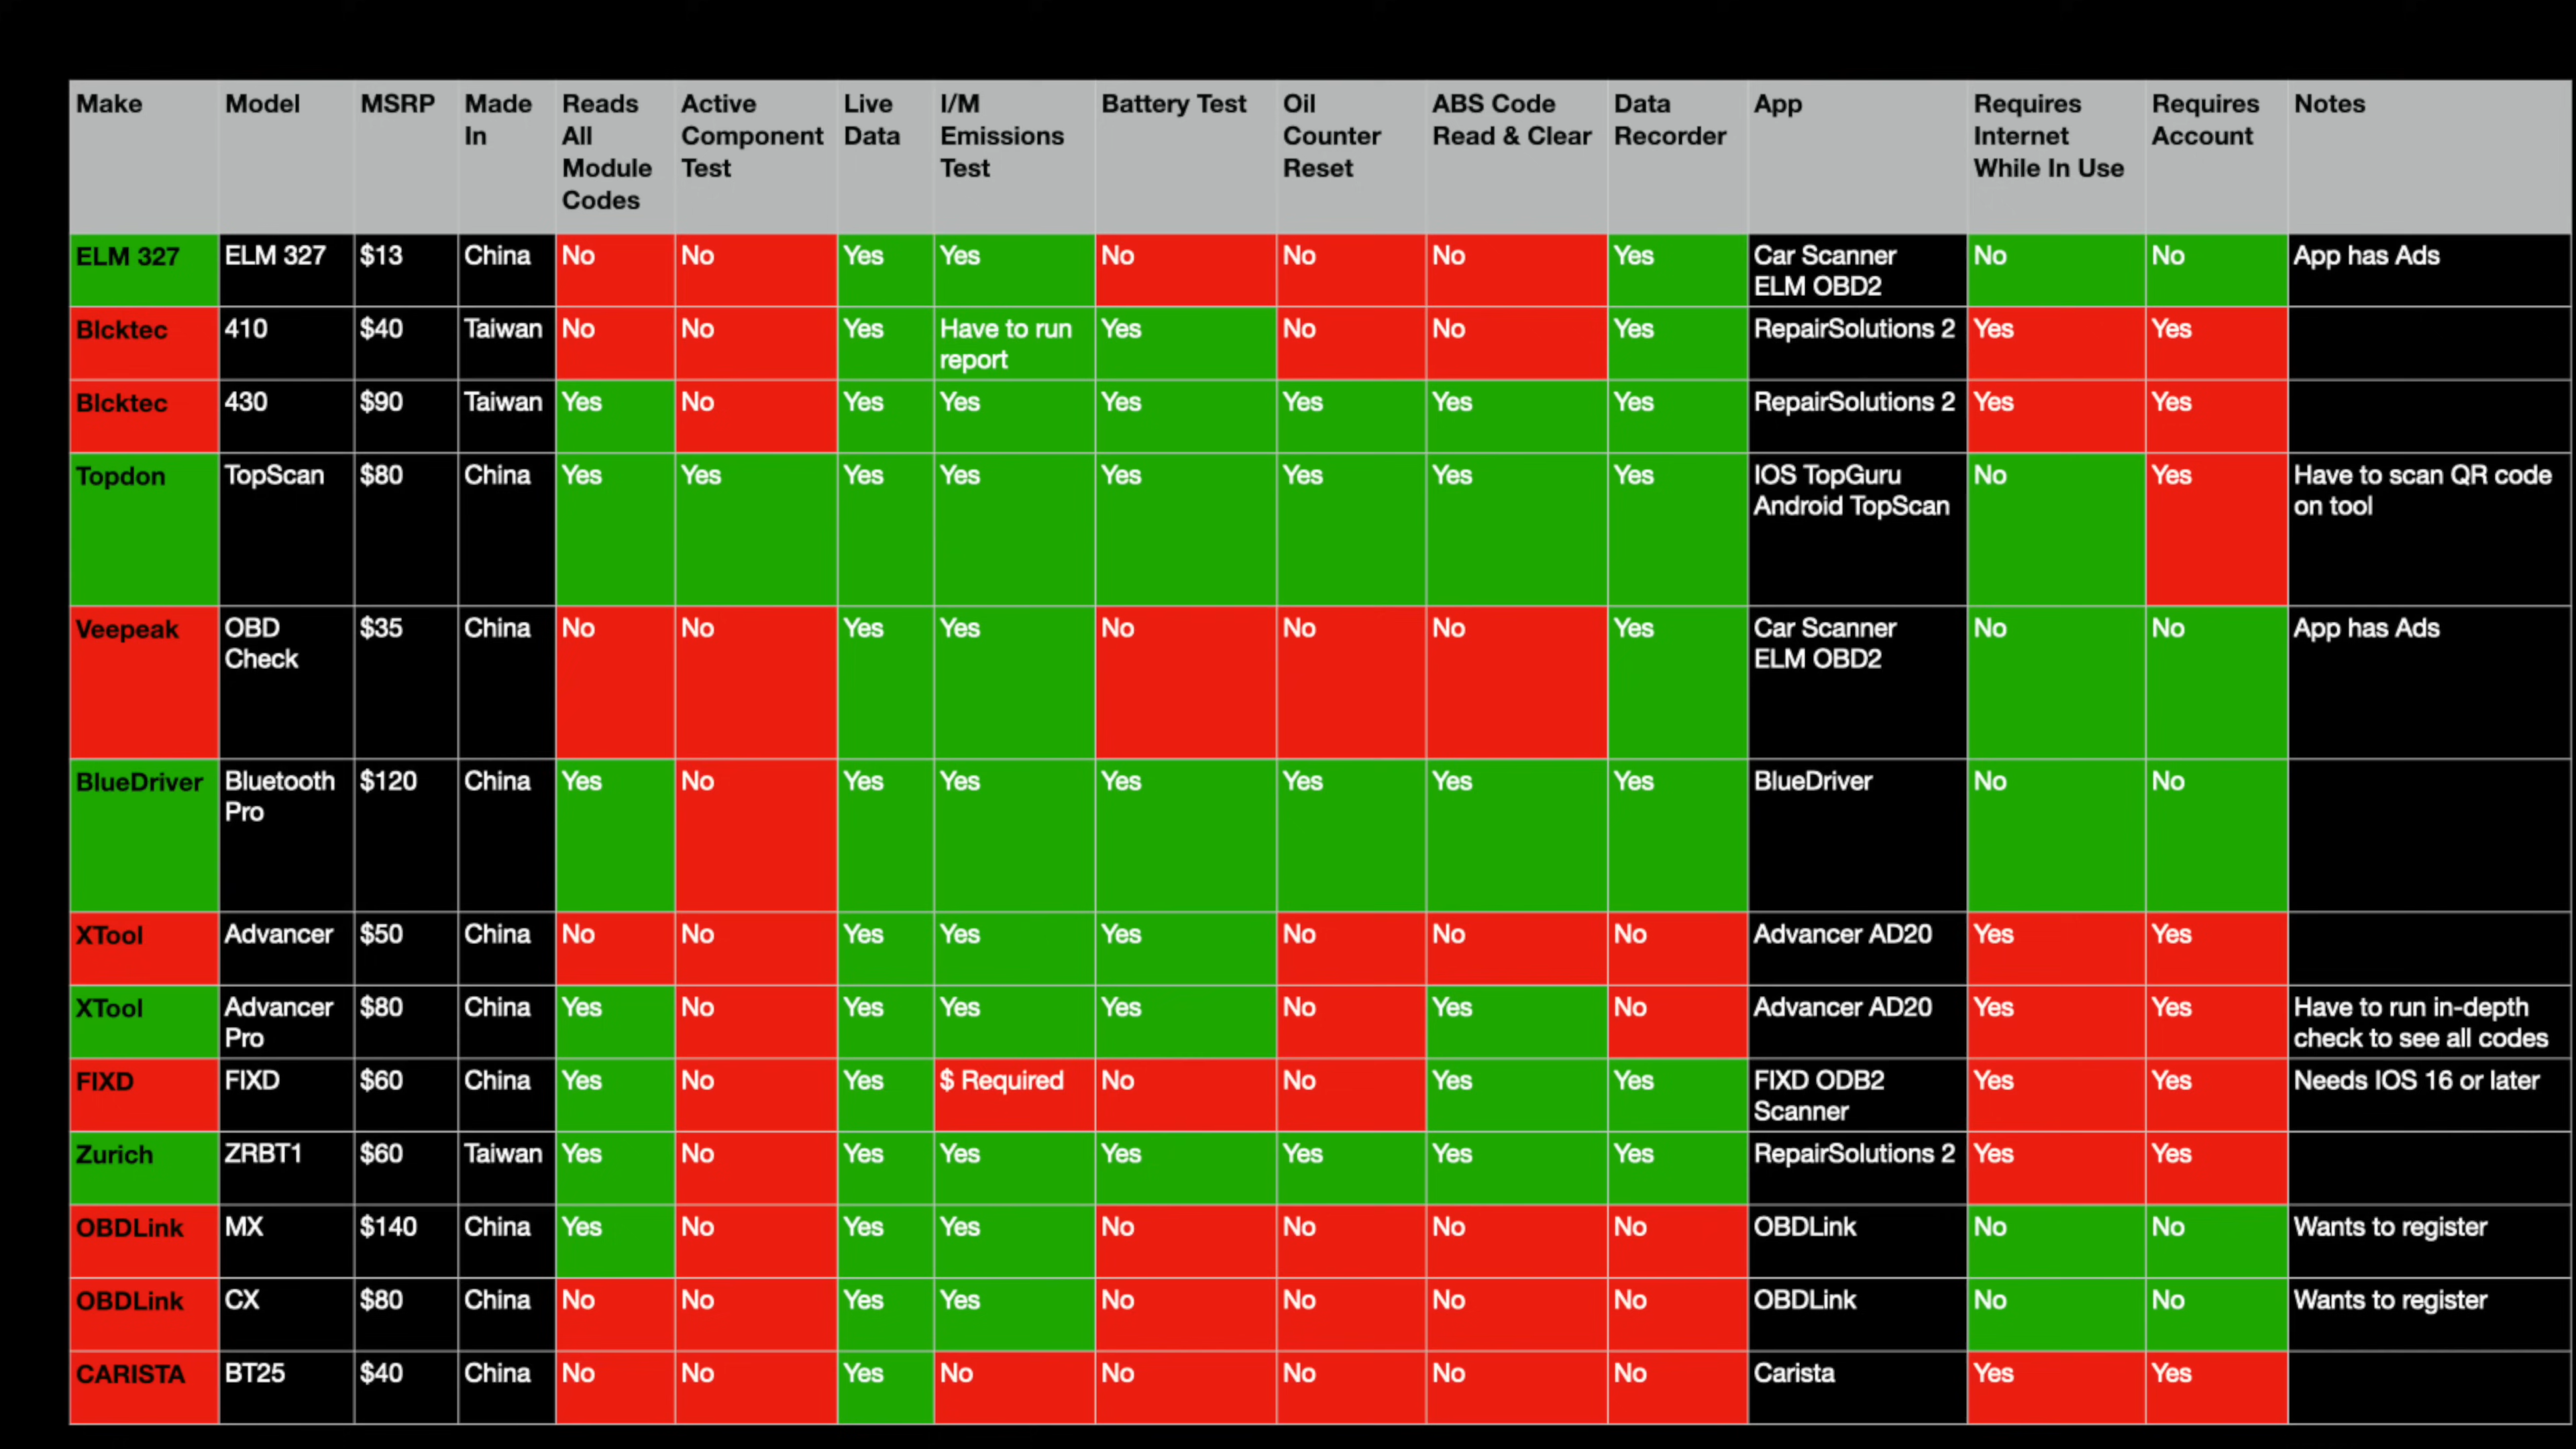 Make Model MSRP Made In Reads All Module Codes Active Component Test Live Data I/M Emissions Test Battery Test Oil Counter Reset ABS Code Read & Clear Data Recorder App Requires Internet While In Use Requires Account Notes
ELM 327 ELM 327 $13 China No No Yes Yes No No No Yes Car Scanner ELM OBD2 No No App has Ads
Blcktec 410 $40 Taiwan No No Yes Have to run report Yes No No Yes RepairSolutions 2 Yes Yes
Blcktec 430 $90 Taiwan Yes No Yes Yes Yes Yes Yes Yes RepairSolutions 2 Yes Yes
Topdon TopScan $80 China Yes Yes Yes Yes Yes Yes Yes Yes IOS TopGuru Android TopScan No Yes Have to scan QR code on tool
Veepeak OBD Check $35 China No No Yes Yes No No No Yes Car Scanner ELM OBD2 No No App has Ads
BlueDriver Bluetooth Pro $120 China Yes No Yes Yes Yes Yes Yes Yes BlueDriver No No
XTool Advancer $50 China No No Yes Yes Yes No No No Advancer AD20 Yes Yes
XTool Advancer Pro $80 China Yes No Yes Yes Yes No Yes No Advancer AD20 Yes Yes Have to run in-depth check to see all codes
FIXD FIXD $60 China Yes No Yes $ Required No No Yes Yes FIXD ODB2 Scanner Yes Yes Needs IOS 16 or later
Zurich ZRBT1 $60 Taiwan Yes No Yes Yes Yes Yes Yes Yes RepairSolutions 2 Yes Yes
OBDLink MX $140 China Yes No Yes Yes No No No No OBDLink No No Wants to register
OBDLink CX $80 China No No Yes Yes No No No No OBDLink No No Wants to register
CARISTA BT25 $40 China No No Yes No No No No No Carista Yes Yes